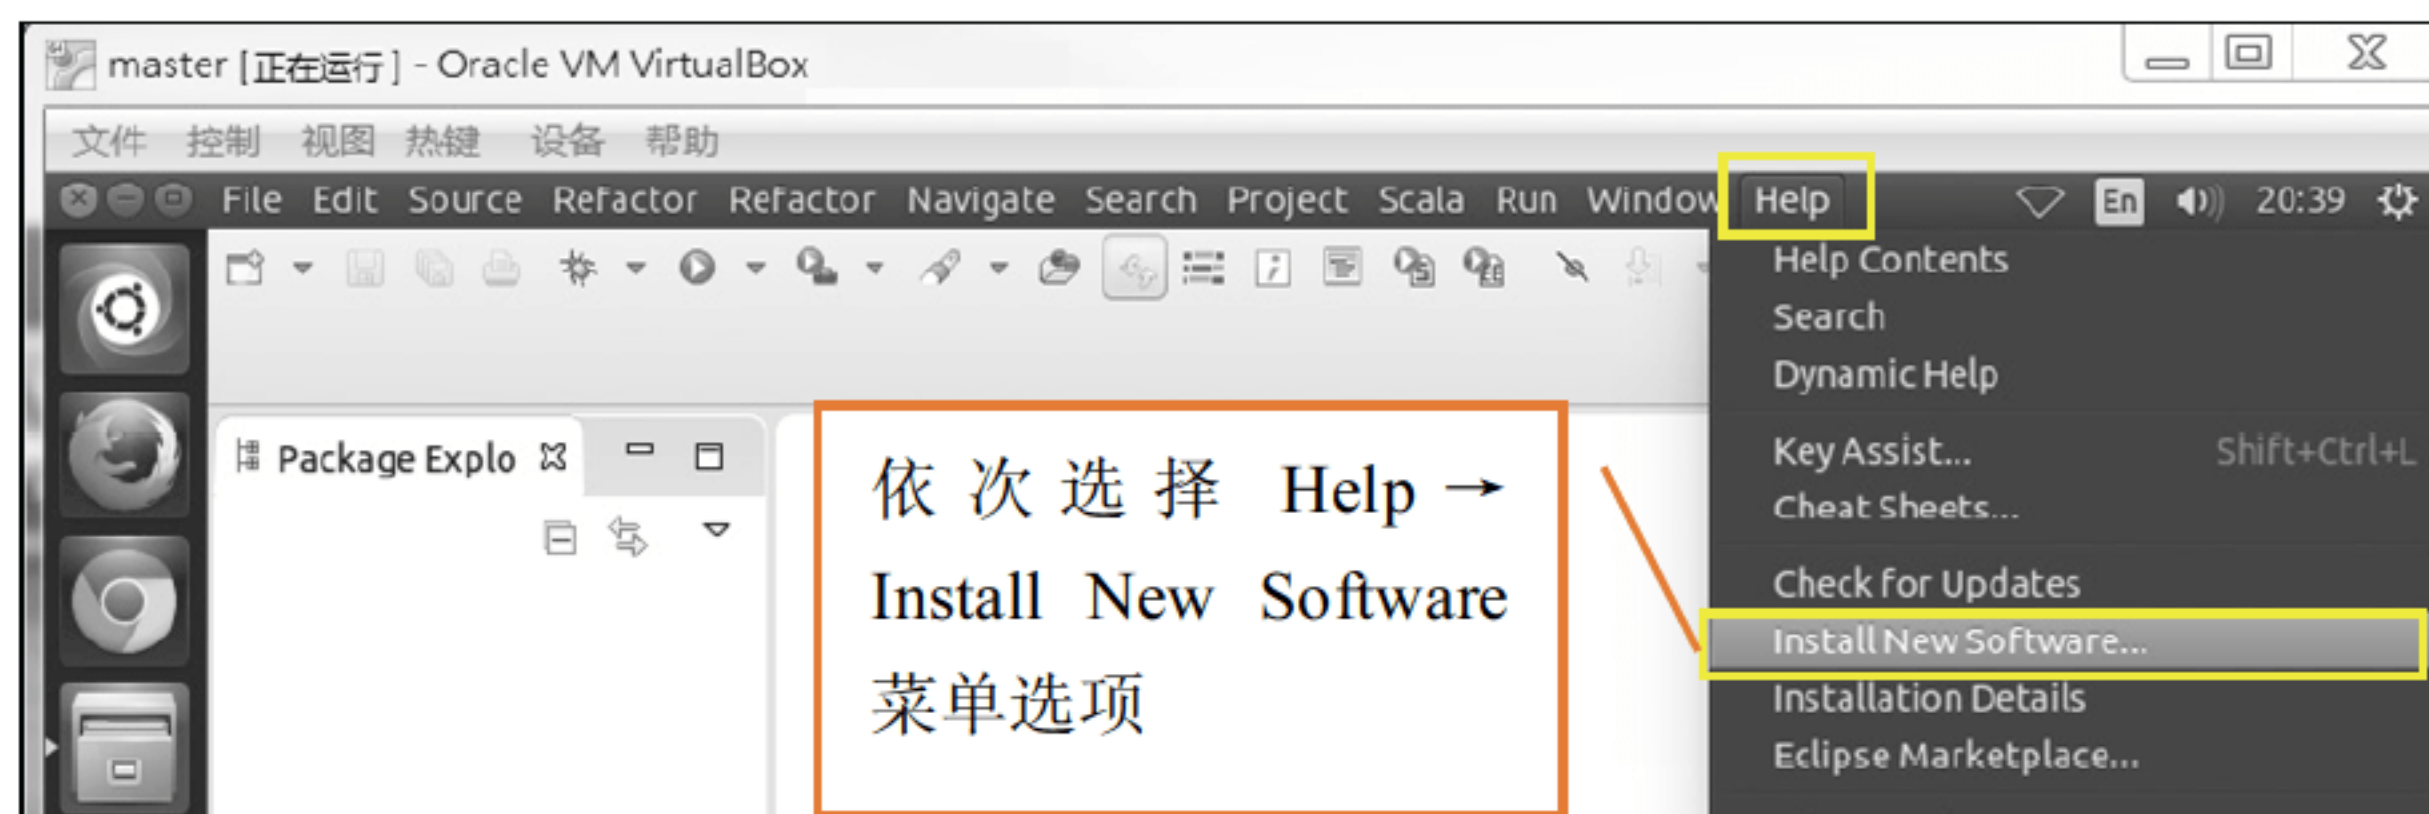 master [正在运行] - Oracle VM VirtualBox
文件 控制 视图 热键 设备 帮助
File Edit Source Refactor Refactor Navigate Search Project Scala Run Window Help En 20:39
Help Contents
Search
Dynamic Help
Package Explo
Key Assist... Shift+Ctrl+L
Cheat Sheets...
依次选择 Help →
Install New Software
菜单选项
Check for Updates
Install New Software...
Installation Details
Eclipse Marketplace...